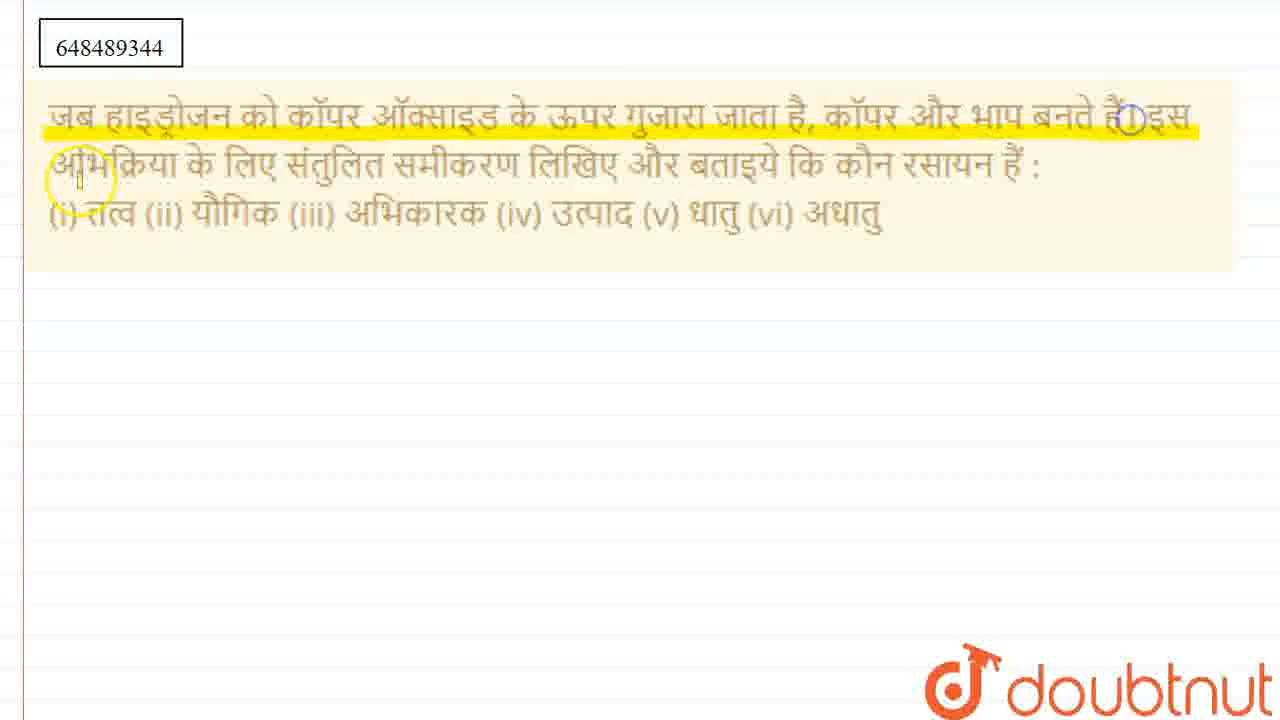 648489344
जब हाइड्रोजन को कॉपर ऑक्साइड के ऊपर गुजारा जाता है, कॉपर और भाप बनते हैं। इस
अभिक्रिया के लिए संतुलित समीकरण लिखिए और बताइये कि कौन रसायन हैं :
(i) तत्व (ii) यौगिक (iii) अभिकारक (iv) उत्पाद (v) धातु (vi) अधातु
doubtnut